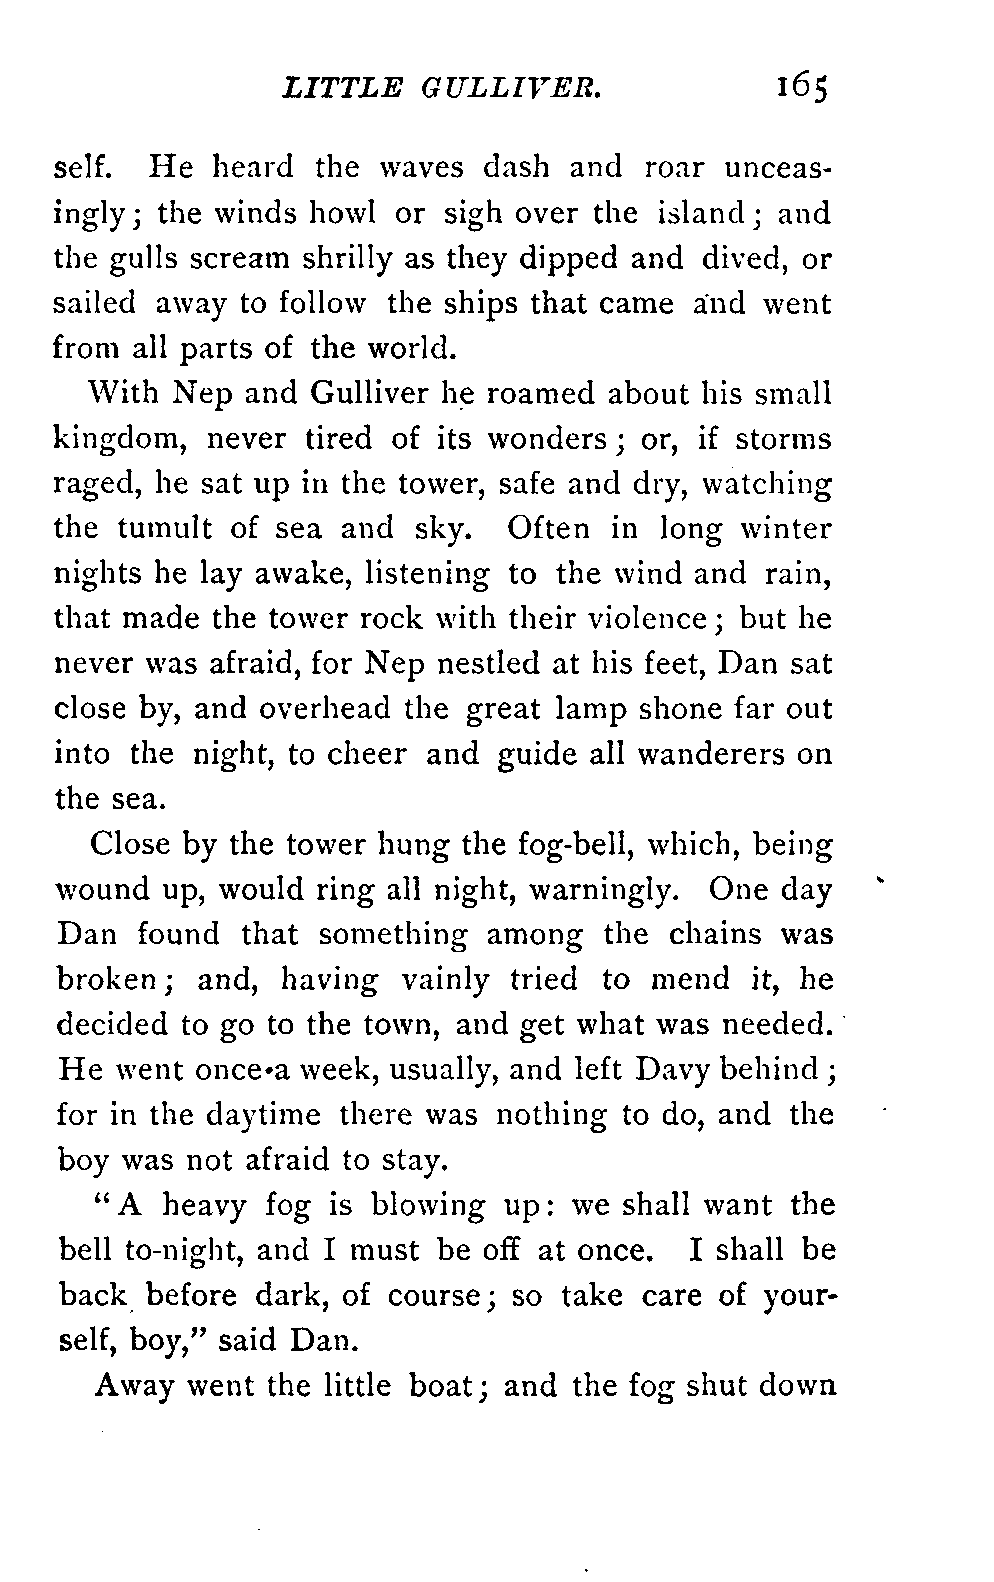 LITTLE GULLIVER. 165
self. He heard the waves dash and roar unceas-
ingly; the winds howl or sigh over the island; and
the gulls scream shrilly as they dipped and dived, or
sailed away to follow the ships that came and went
from all parts of the world.
With Nep and Gulliver he roamed about his small
kingdom, never tired of its wonders; or, if storms
raged, he sat up in the tower, safe and dry, watching
the tumult of sea and sky. Often in long winter
nights he lay awake, listening to the wind and rain,
that made the tower rock with their violence; but he
never was afraid, for Nep nestled at his feet, Dan sat
close by, and overhead the great lamp shone far out
into the night, to cheer and guide all wanderers on
the sea.
Close by the tower hung the fog-bell, which, being
wound up, would ring all night, warningly. One day
Dan found that something among the chains was
broken; and, having vainly tried to mend it, he
decided to go to the town, and get what was needed.
He went once a week, usually, and left Davy behind;
for in the daytime there was nothing to do, and the
boy was not afraid to stay.
"A heavy fog is blowing up: we shall want the
bell to-night, and I must be off at once. I shall be
back before dark, of course; so take care of your-
self, boy," said Dan.
Away went the little boat; and the fog shut down